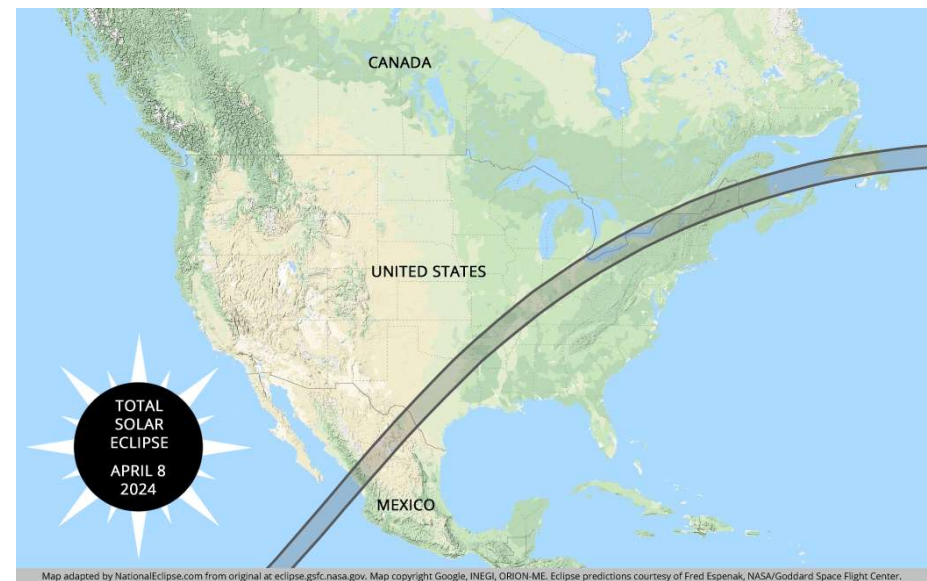 CANADA
UNITED STATES
TOTAL
SOLAR
ECLIPSE
APRIL 8
2024
MEXICO
Map adapted by NationalEclipse.com from original at eclipse.gsfc.nasa.gov. Map copyright Google, INEGI, ORION-ME. Eclipse predictions courtesy of Fred Espenak, NASA/Goddard Space Flight Center.